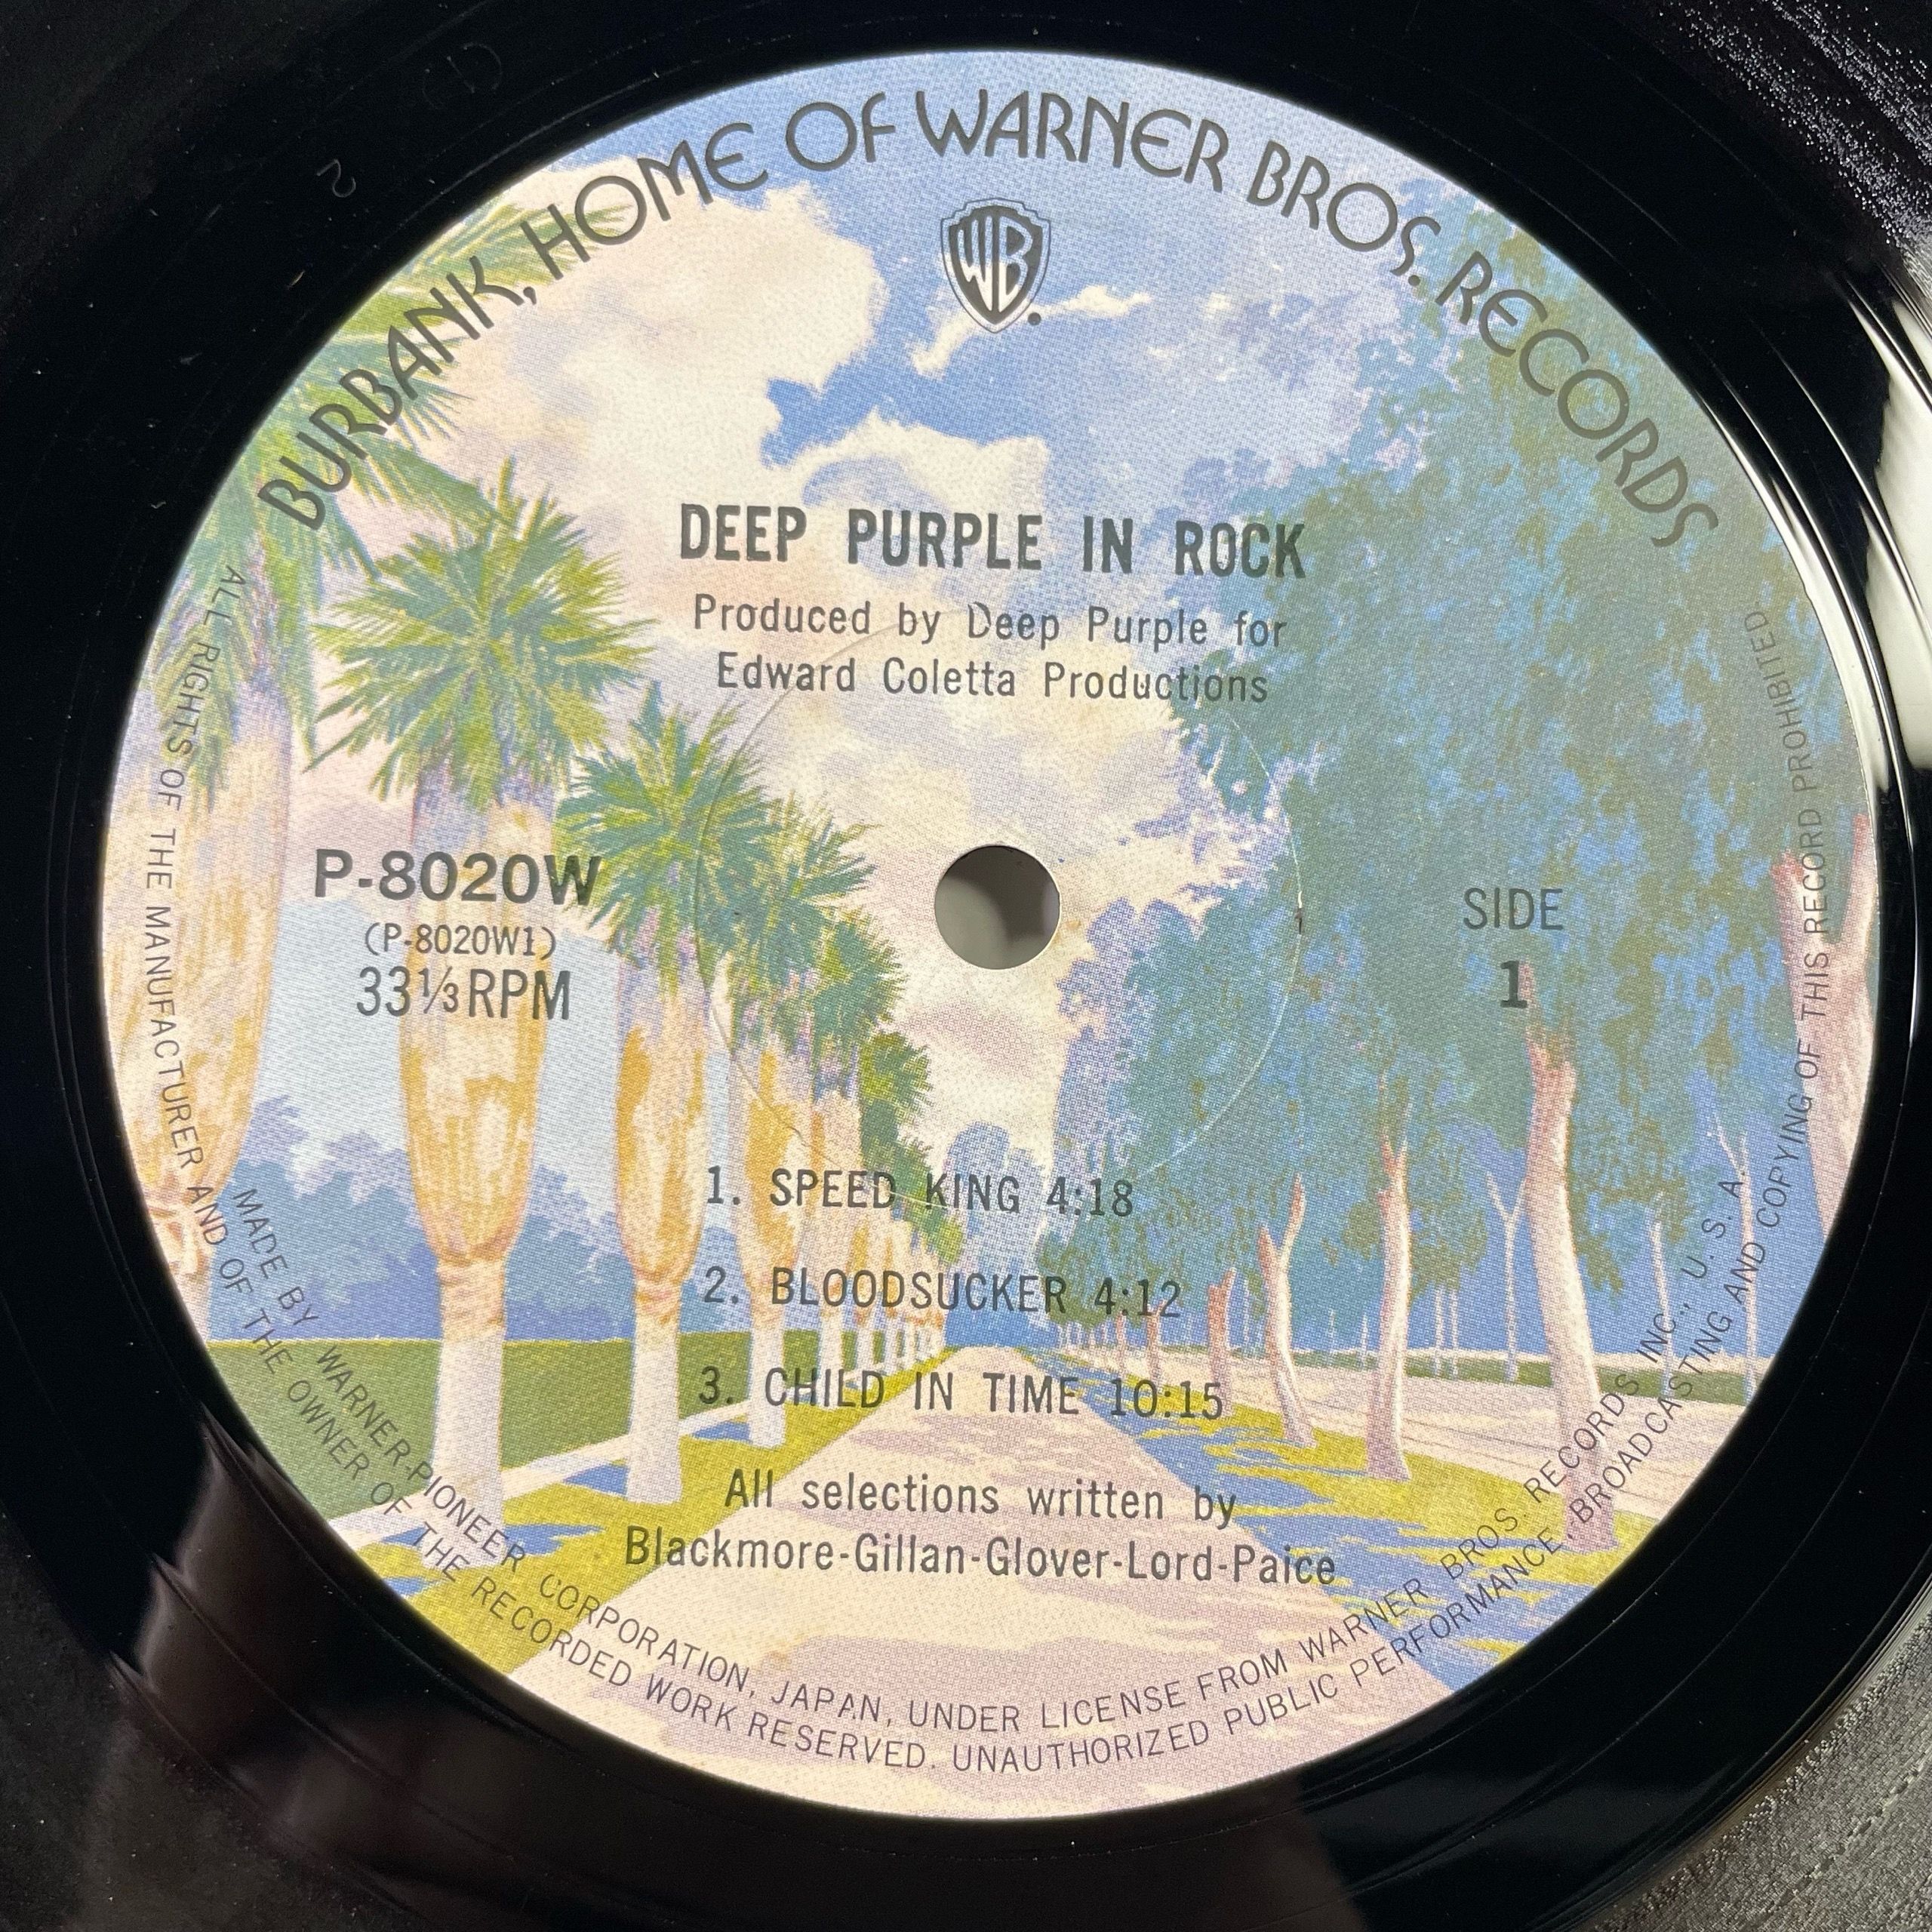 BURBANK, HOME OF WARNER BROS. RECORDS
WB
DEEP PURPLE IN ROCK
Produced by Deep Purple for
Edward Coletta Productions
P-8020W
(P-8020W1)
33⅓RPM
SIDE
1
1. SPEED KING 4:18
2. BLOODSUCKER 4:12
3. CHILD IN TIME 10:15
All selections written by
Blackmore-Gillan-Glover-Lord-Paice
MADE BY WARNER-PIONEER CORPORATION, JAPAN, UNDER LICENSE FROM WARNER BROS. RECORDS INC., U. S. A.
ALL RIGHTS OF THE MANUFACTURER AND OF THE OWNER OF THE RECORDED WORK RESERVED. UNAUTHORIZED PUBLIC PERFORMANCE, BROADCASTING AND COPYING OF THIS RECORD PROHIBITED
2